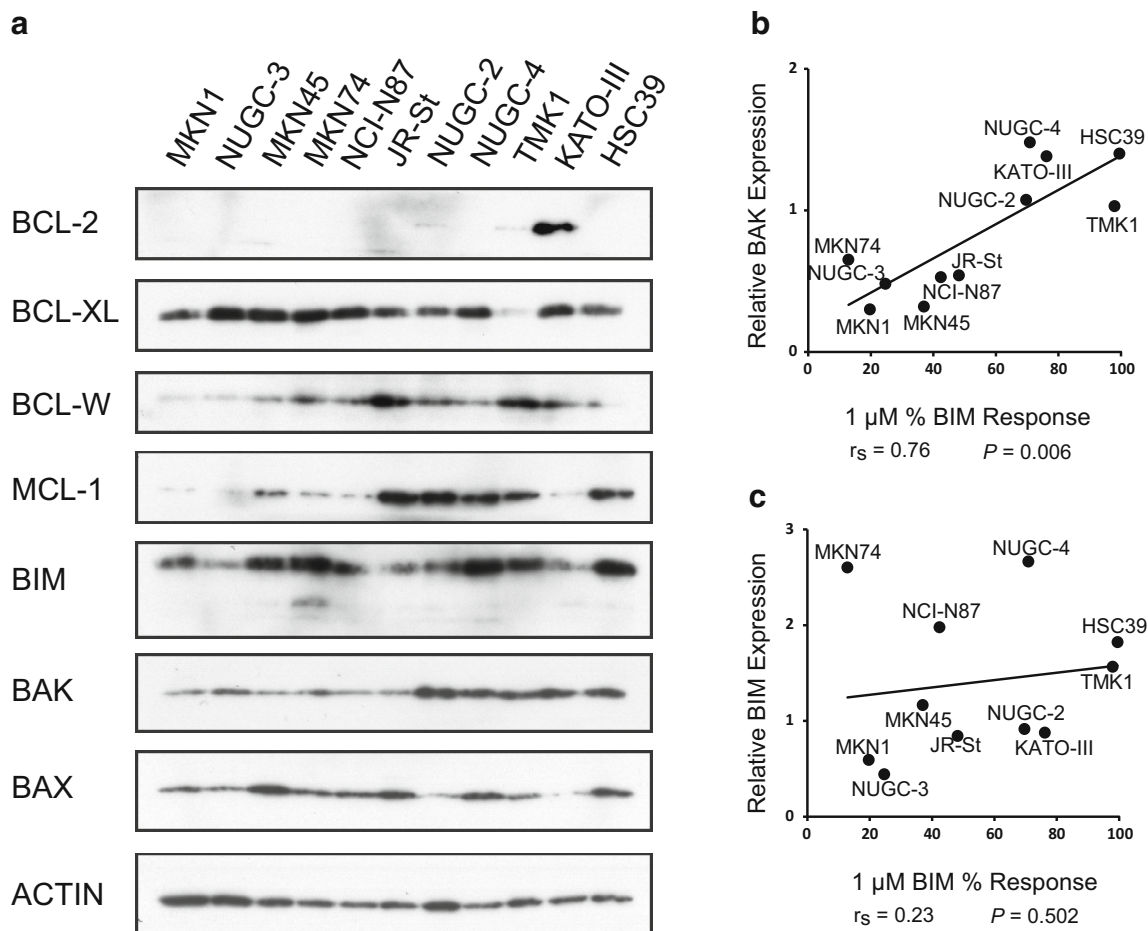 a
MKN1
NUGC-3
MKN45
MKN74
NCI-N87
JR-St
NUGC-2
NUGC-4
TMK1
KATO-III
HSC39
BCL-2
BCL-XL
BCL-W
MCL-1
BIM
BAK
BAX
ACTIN
b
Relative BAK Expression
2
1
0
NUGC-4
HSC39
KATO-III
NUGC-2
TMK1
MKN74
NUGC-3
JR-St
NCI-N87
MKN1
MKN45
0 20 40 60 80 100
1 µM % BIM Response
rs = 0.76 P = 0.006
c
Relative BIM Expression
3
2
1
0
MKN74
NUGC-4
NCI-N87
HSC39
TMK1
MKN45
NUGC-2
JR-St
KATO-III
MKN1
NUGC-3
0 20 40 60 80 100
1 µM BIM % Response
rs = 0.23 P = 0.502